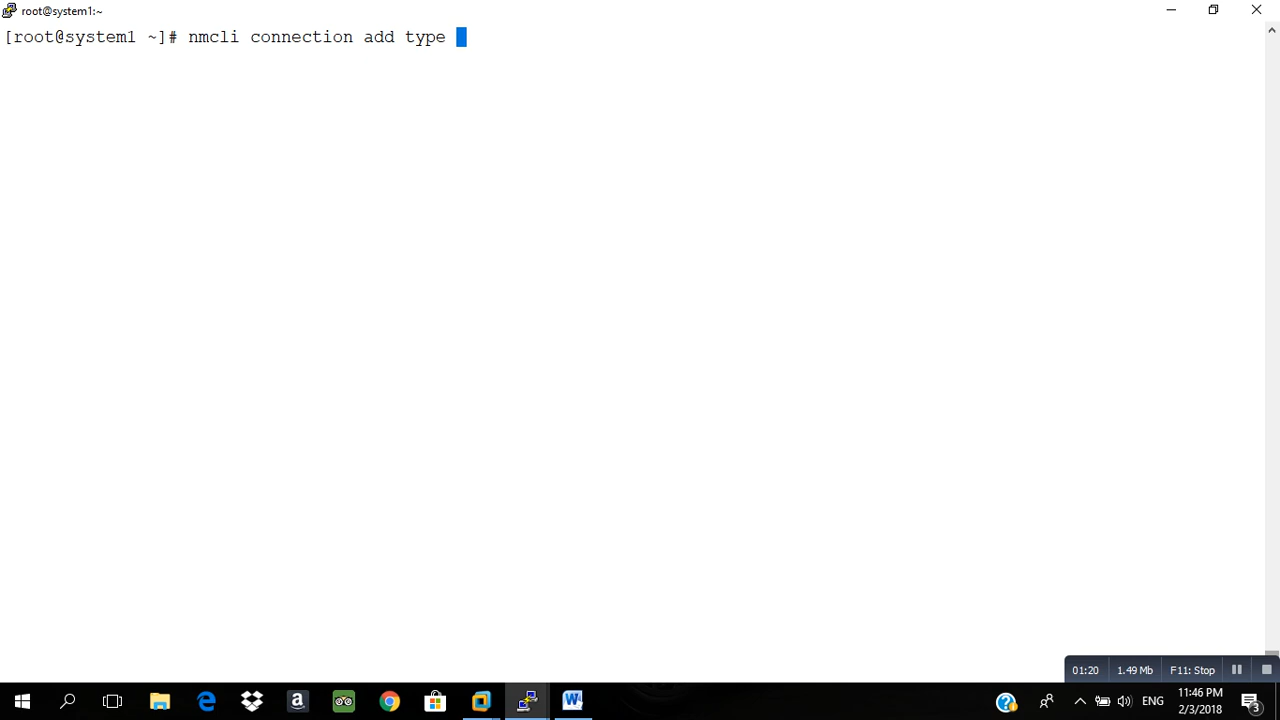 root@system1:~
[root@system1 ~]# nmcli connection add type
01:20 1.49 Mb F11: Stop
ENG
11:46 PM
2/3/2018
3